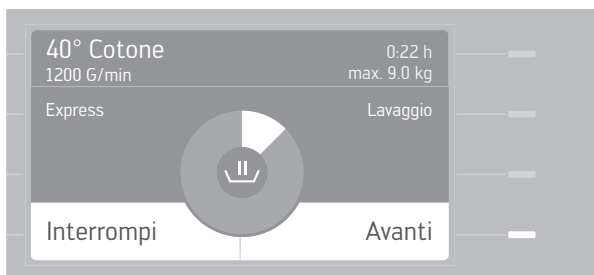 40° Cotone
0:22 h
1200 G/min
max. 9.0 kg
Express
Lavaggio
Interrompi
Avanti